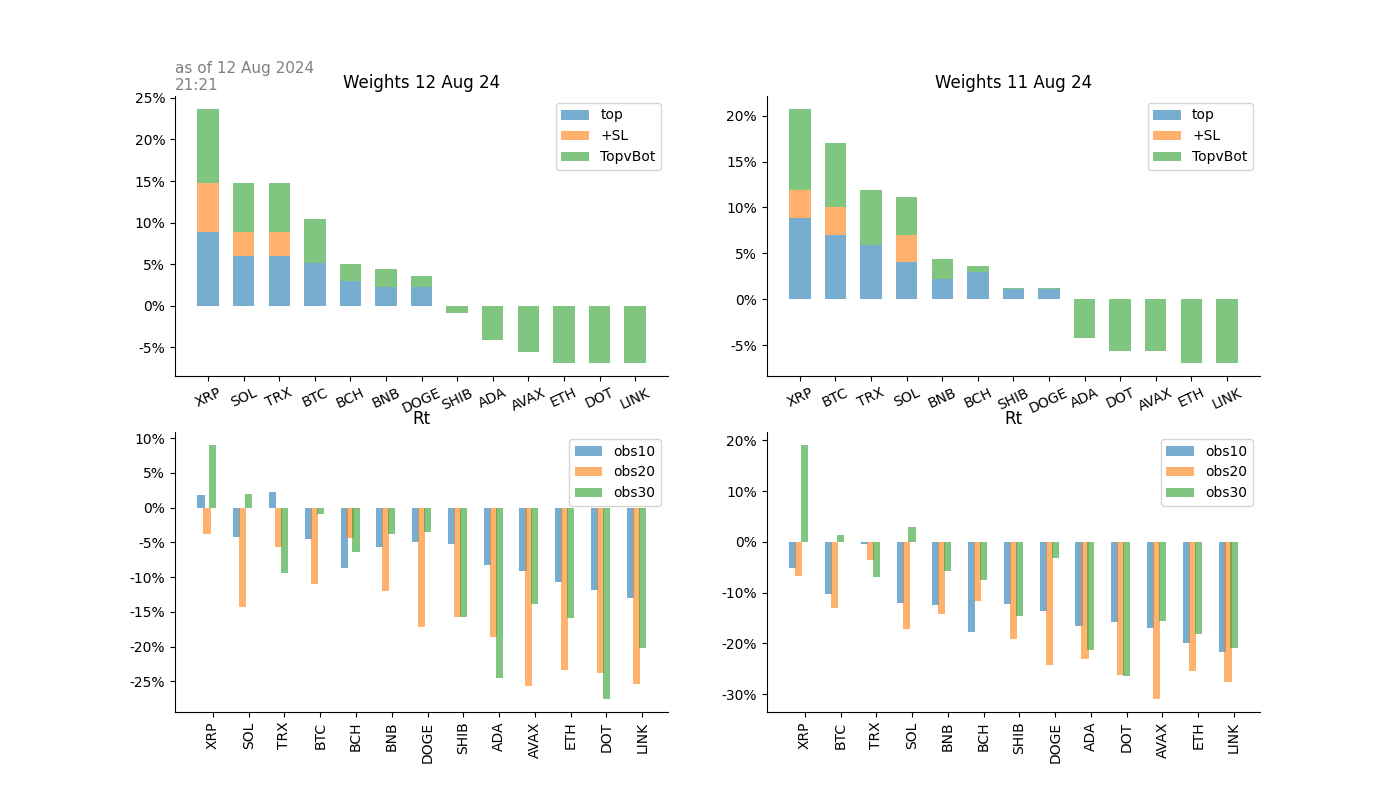 as of 12 Aug 2024
21:21
Weights 12 Aug 24
25%
20%
15%
10%
5%
0%
-5%
top
+SL
TopvBot
XRP SOL TRX BTC BCH BNB DOGE SHIB ADA AVAX ETH DOT LINK
Weights 11 Aug 24
20%
15%
10%
5%
0%
-5%
top
+SL
TopvBot
XRP BTC TRX SOL BNB BCH SHIB DOGE ADA DOT AVAX ETH LINK
Rt
10%
5%
0%
-5%
-10%
-15%
-20%
-25%
obs10
obs20
obs30
XRP SOL TRX BTC BCH BNB DOGE SHIB ADA AVAX ETH DOT LINK
Rt
20%
10%
0%
-10%
-20%
-30%
obs10
obs20
obs30
XRP BTC TRX SOL BNB BCH SHIB DOGE ADA DOT AVAX ETH LINK